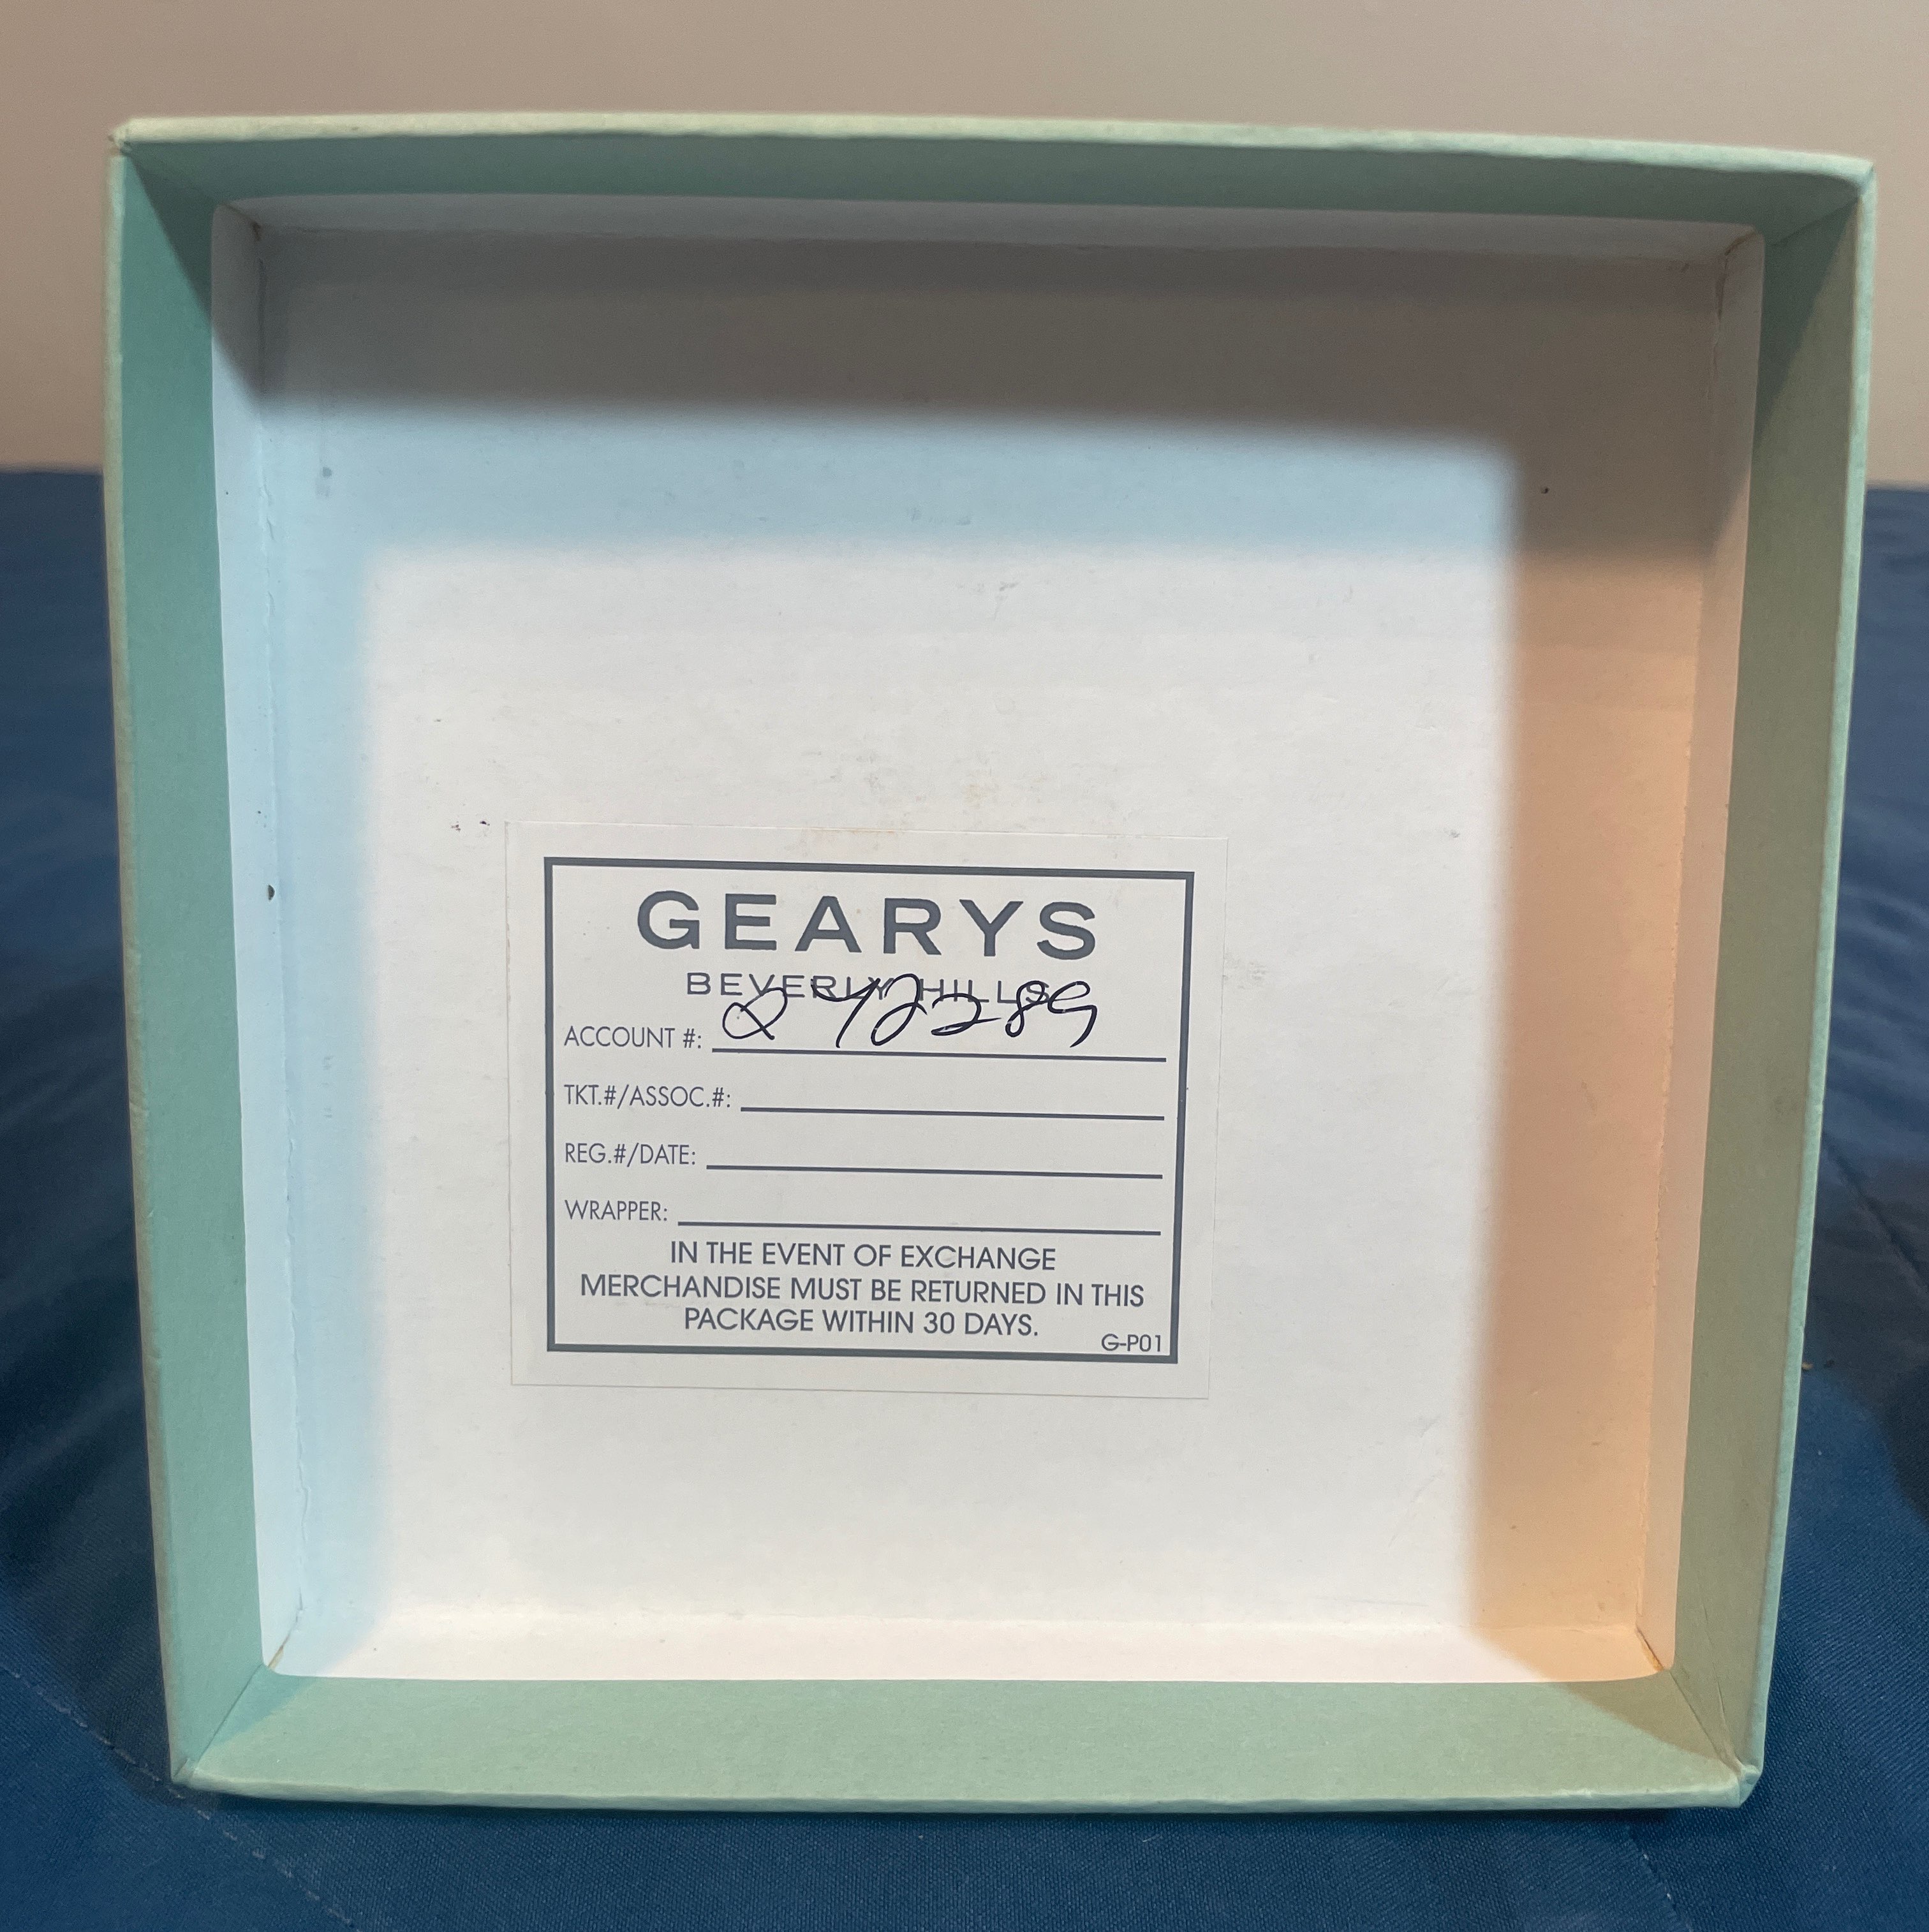 GEARYS
BEVERLY HILLS
ACCOUNT #: 242289
TKT.#/ASSOC.#:
REG.#/DATE:
WRAPPER:
IN THE EVENT OF EXCHANGE
MERCHANDISE MUST BE RETURNED IN THIS
PACKAGE WITHIN 30 DAYS.
G-P01